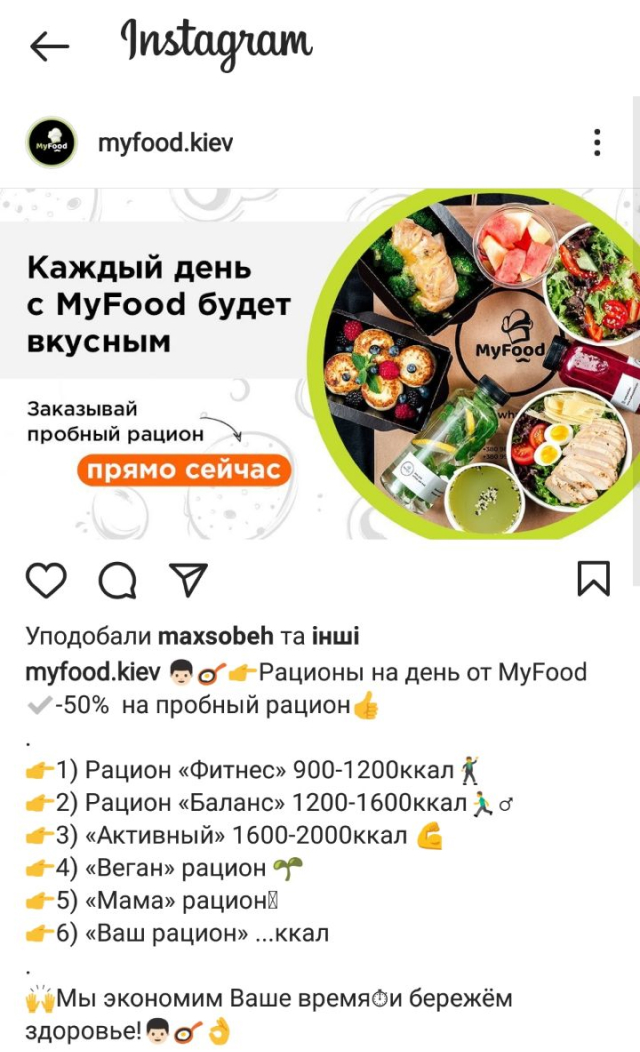 Instagram
MyFood
myfood.kiev
Каждый день
с MyFood будет
вкусным
Заказывай
пробный рацион
прямо сейчас
MyFood
Уподобали maxsobeh та інші
myfood.kiev 👨🏻‍🍳👉Рационы на день от MyFood
✔-50% на пробный рацион👍
.
👉1) Рацион «Фитнес» 900-1200ккал🕺
👉2) Рацион «Баланс» 1200-1600ккал🏃♂
👉3) «Активный» 1600-2000ккал 💪
👉4) «Веган» рацион 🌱
👉5) «Мама» рацион
👉6) «Ваш рацион» ...ккал
.
🙌Мы экономим Ваше время⏱и бережём
здоровье!👨🏻‍🍳👌